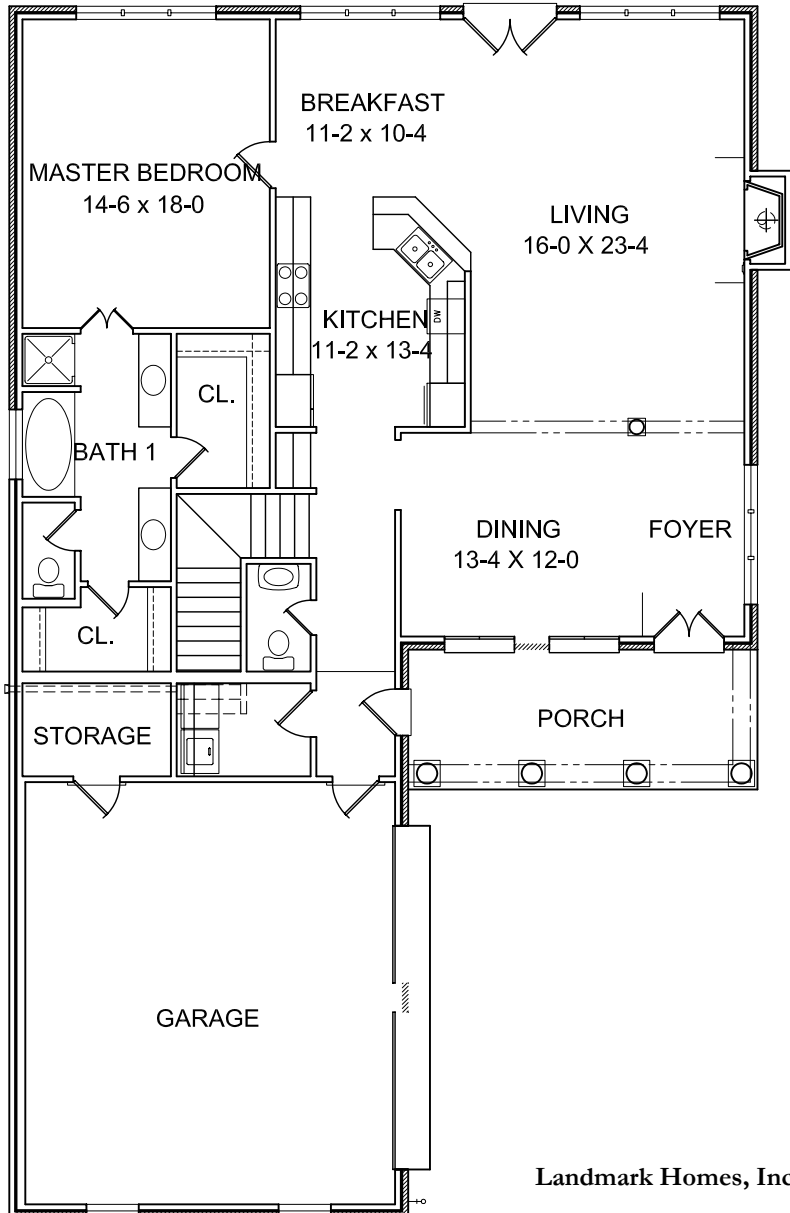 BREAKFAST
11-2 x 10-4
MASTER BEDROOM
14-6 x 18-0
LIVING
16-0 X 23-4
KITCHEN
11-2 x 13-4
DW
CL.
BATH 1
DINING
13-4 X 12-0
FOYER
CL.
STORAGE
PORCH
GARAGE
Landmark Homes, Inc